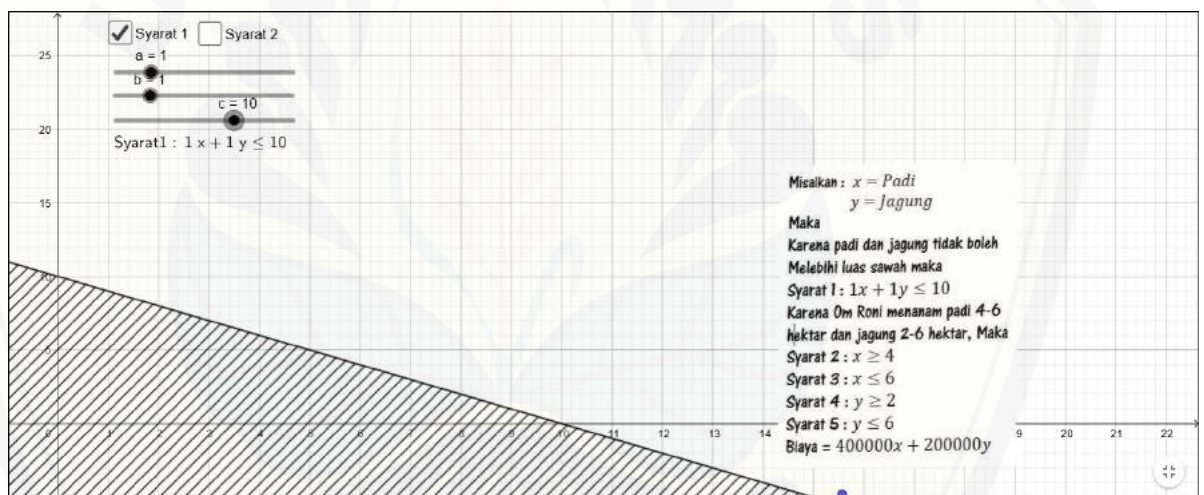 Syarat 1 Syarat 2
a = 1
b = 1
c = 10
Syarat1 : 1 x + 1 y ≤ 10
25
20
15
10
5
0 1 2 3 4 5 6 7 8 9 10 11 12 13 14 9 20 21 22
Misalkan : x = Padi
y = Jagung
Maka
Karena padi dan jagung tidak boleh
Melebihi luas sawah maka
Syarat 1 : 1x + 1y ≤ 10
Karena Om Roni menanam padi 4-6
hektar dan jagung 2-6 hektar, Maka
Syarat 2 : x ≥ 4
Syarat 3 : x ≤ 6
Syarat 4 : y ≥ 2
Syarat 5 : y ≤ 6
Biaya = 400000x + 200000y